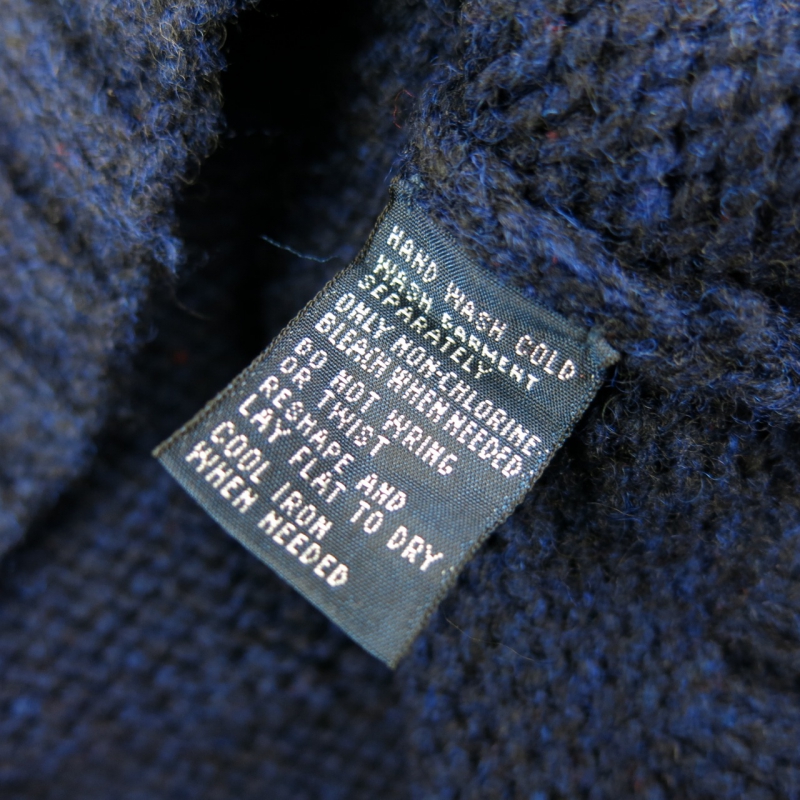 HAND WASH COLD
WASH GARMENT
SEPARATELY
ONLY NON-CHLORINE
BLEACH WHEN NEEDED
DO NOT WRING
OR TWIST
RESHAPE AND
LAY FLAT TO DRY
COOL IRON
WHEN NEEDED